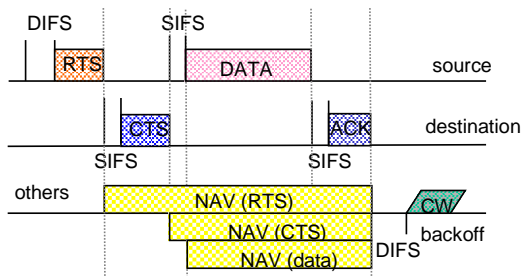 DIFS
SIFS
RTS
DATA
source
CTS
ACK
destination
SIFS
SIFS
others
NAV (RTS)
CW
NAV (CTS)
backoff
DIFS
NAV (data)